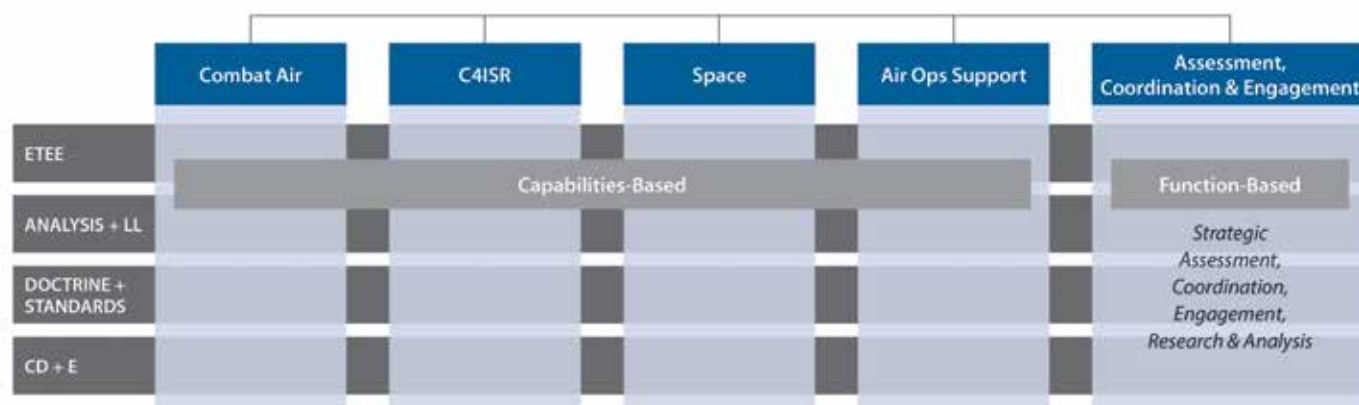 Combat Air
C4ISR
Space
Air Ops Support
Assessment,
Coordination & Engagement
ETEE
Capabilities-Based
Function-Based
ANALYSIS + LL
Strategic
Assessment,
Coordination,
Engagement,
Research & Analysis
DOCTRINE +
STANDARDS
CD + E